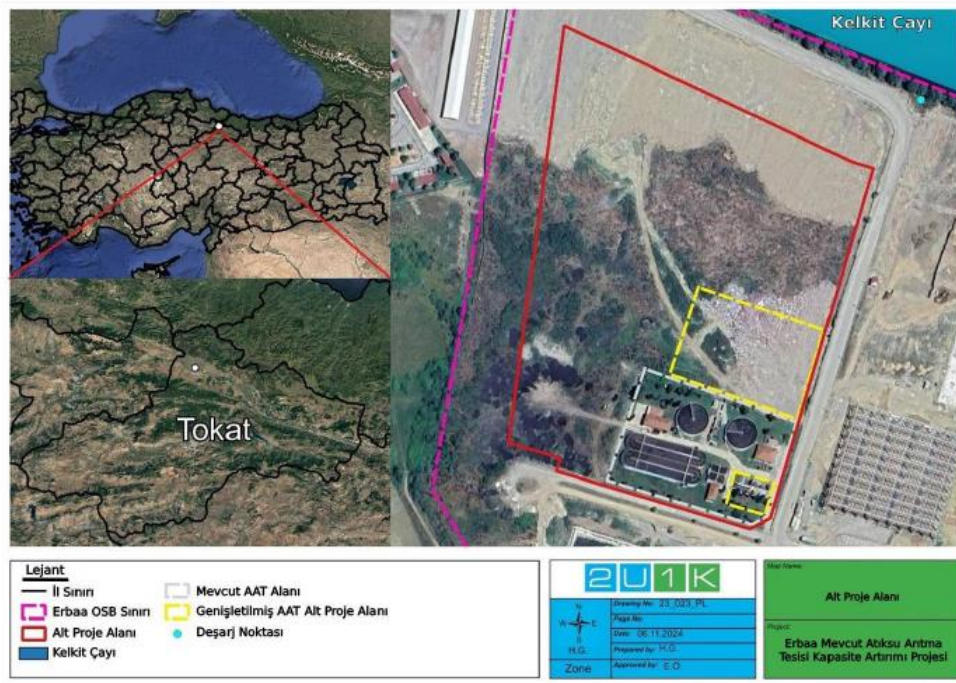 Kelkit Çayı
Tokat
Lejant
İl Sınırı
Erbaa OSB Sınırı
Alt Proje Alanı
Kelkit Çayı
Mevcut AAT Alanı
Genişletilmiş AAT Alt Proje Alanı
Deşarj Noktası
2U1K
N
W E
S
H.G.
Zone
Drawing No: 23_023_PL
Page No:
Date: 06.11.2024
Prepared by: H.G.
Approved by: E.O
Map Name:
Alt Proje Alanı
Project:
Erbaa Mevcut Atıksu Arıtma
Tesisi Kapasite Artırımı Projesi